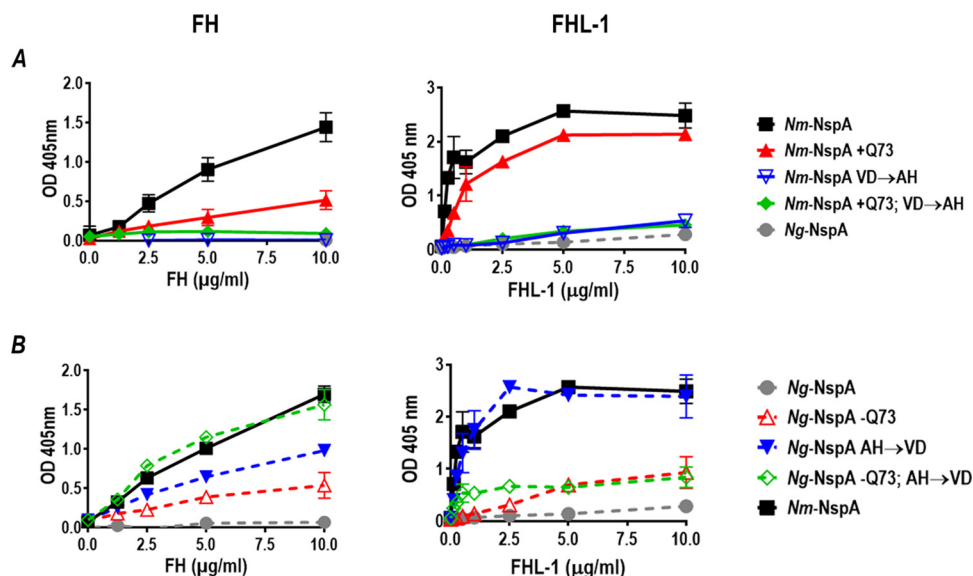 FH
FHL-1
A
OD 405nm
2.0
1.5
1.0
0.5
0.0
0.0
2.5
5.0
7.5
10.0
FH (µg/ml)
OD 405 nm
3
2
1
0
0.0
2.5
5.0
7.5
10.0
FHL-1 (µg/ml)
Nm-NspA
Nm-NspA +Q73
Nm-NspA VD→AH
Nm-NspA +Q73; VD→AH
Ng-NspA
B
OD 405nm
2.0
1.5
1.0
0.5
0.0
0.0
2.5
5.0
7.5
10.0
FH (µg/ml)
OD 405 nm
3
2
1
0
0.0
2.5
5.0
7.5
10.0
FHL-1 (µg/ml)
Ng-NspA
Ng-NspA -Q73
Ng-NspA AH→VD
Ng-NspA -Q73; AH→VD
Nm-NspA